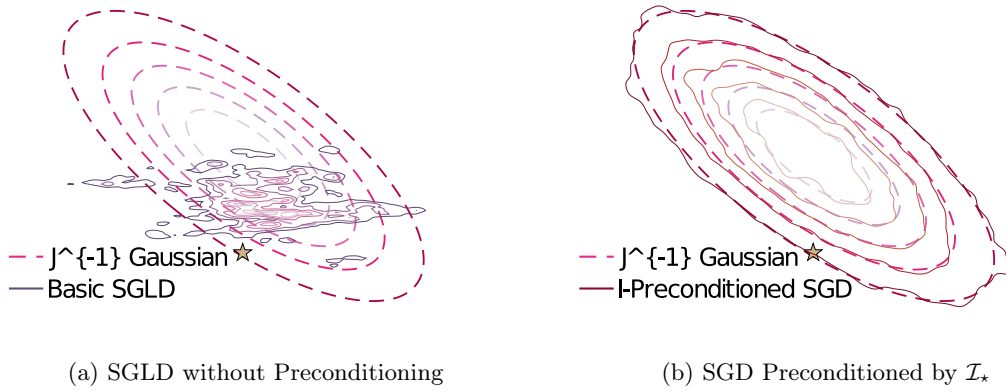 J^{-1} Gaussian
Basic SGLD
(a) SGLD without Preconditioning
J^{-1} Gaussian
I-Preconditioned SGD
(b) SGD Preconditioned by 𝓘⋆